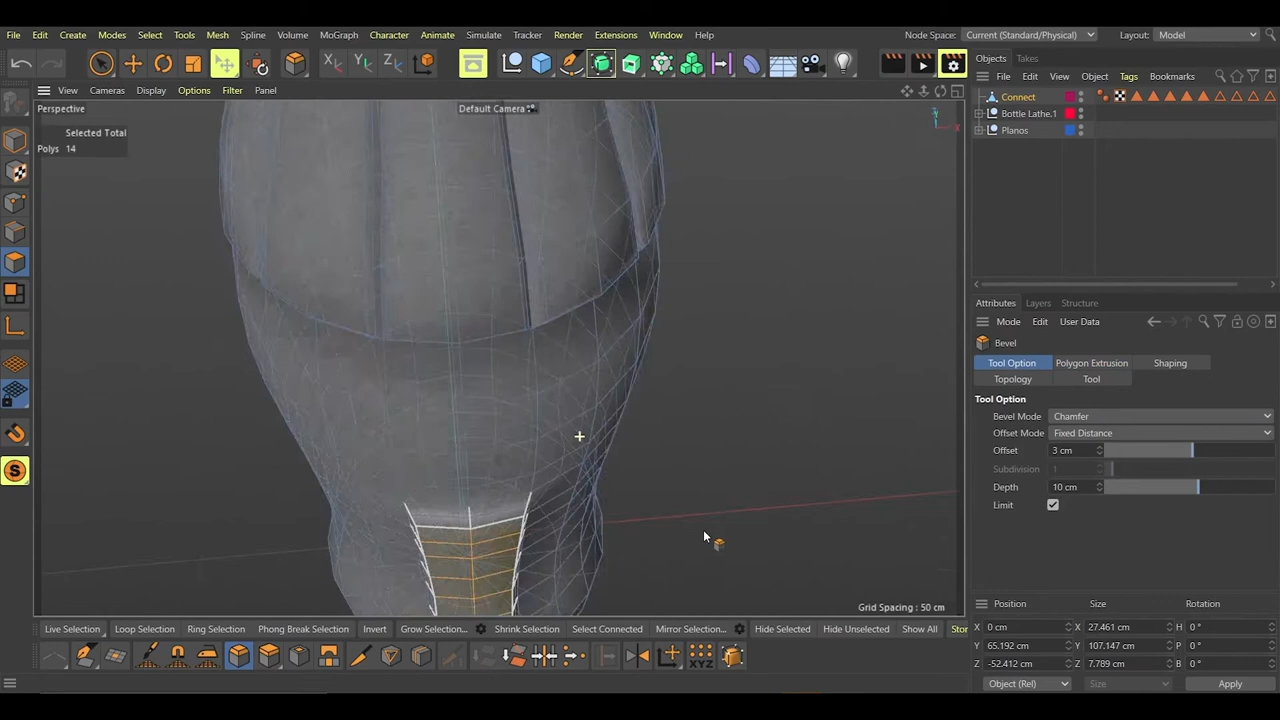 File Edit Create Modes Select Tools Mesh Spline Volume MoGraph Character Animate Simulate Tracker Render Extensions Window Help Node Space: Current (Standard/Physical) Layout: Model
Objects Takes
File Edit View Object Tags Bookmarks
View Cameras Display Options Filter Panel
Connect
Perspective Default Camera
Bottle Lathe.1
Selected Total
Planos
Polys 14
Attributes Layers Structure
Mode Edit User Data
Bevel
Tool Option Polygon Extrusion Shaping
Topology Tool
Tool Option
Bevel Mode Chamfer
Offset Mode Fixed Distance
Offset 3 cm
Subdivision 1
Depth 10 cm
Limit
Grid Spacing : 50 cm
Position Size Rotation
Live Selection Loop Selection Ring Selection Phong Break Selection Invert Grow Selection... Shrink Selection Select Connected Mirror Selection... Hide Selected Hide Unselected Show All Stor
X 0 cm X 27.461 cm H 0 °
Y 65.192 cm Y 107.147 cm P 0 °
Z -52.412 cm Z 7.789 cm B 0 °
Object (Rel) Size Apply
X Y Z
XYZ
S